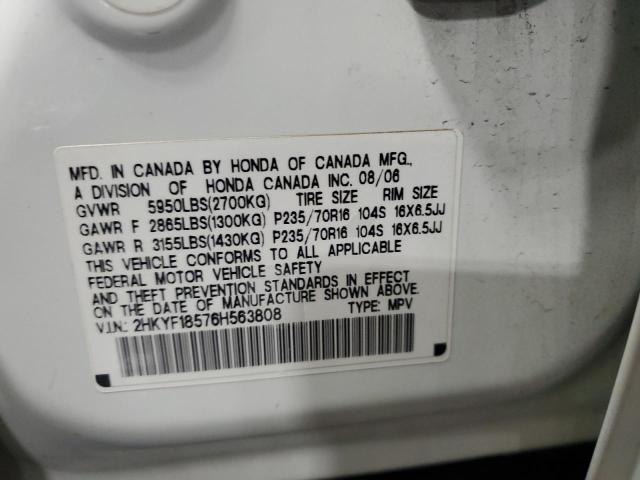 MFD. IN CANADA BY HONDA OF CANADA MFG.,
A DIVISION OF HONDA CANADA INC. 08/06
GVWR 5950LBS(2700KG) TIRE SIZE RIM SIZE
GAWR F 2865LBS(1300KG) P235/70R16 104S 16X6.5JJ
GAWR R 3155LBS(1430KG) P235/70R16 104S 16X6.5JJ
THIS VEHICLE CONFORMS TO ALL APPLICABLE
FEDERAL MOTOR VEHICLE SAFETY
AND THEFT PREVENTION STANDARDS IN EFFECT
ON THE DATE OF MANUFACTURE SHOWN ABOVE.
V.I.N.: 2HKYF18576H563808 TYPE: MPV